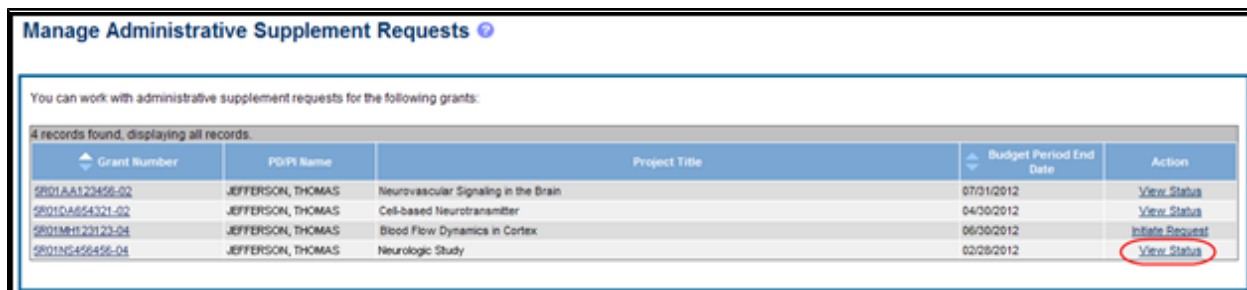 Manage Administrative Supplement Requests ?
You can work with administrative supplement requests for the following grants:
4 records found, displaying all records.
Grant Number PD/PI Name Project Title Budget Period End Date Action
5R01AA123456-02 JEFFERSON, THOMAS Neurovascular Signaling in the Brain 07/31/2012 View Status
5R01DA654321-02 JEFFERSON, THOMAS Cell-based Neurotransmitter 04/30/2012 View Status
5R01MH123123-04 JEFFERSON, THOMAS Blood Flow Dynamics in Cortex 06/30/2012 Initiate Request
5R01NS456456-04 JEFFERSON, THOMAS Neurologic Study 02/28/2012 View Status